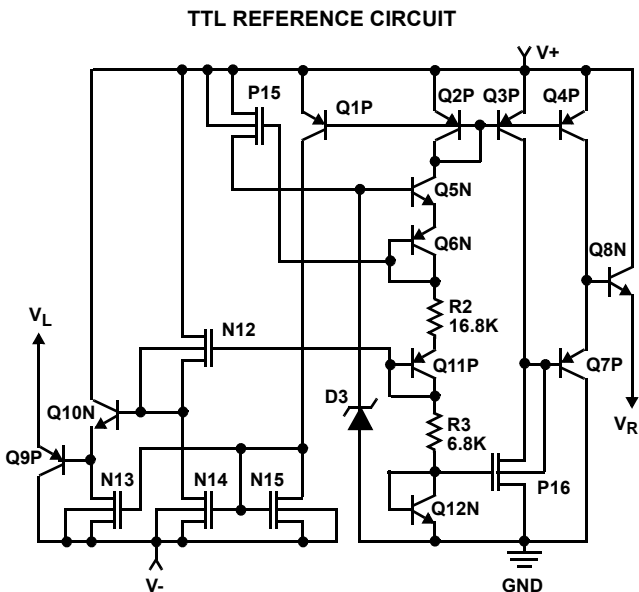 TTL REFERENCE CIRCUIT
V+
P15
Q1P
Q2P
Q3P
Q4P
Q5N
Q6N
Q8N
R2
16.8K
VL
N12
Q11P
Q7P
D3
Q10N
R3
6.8K
VR
Q9P
N13
N14
N15
P16
Q12N
V-
GND